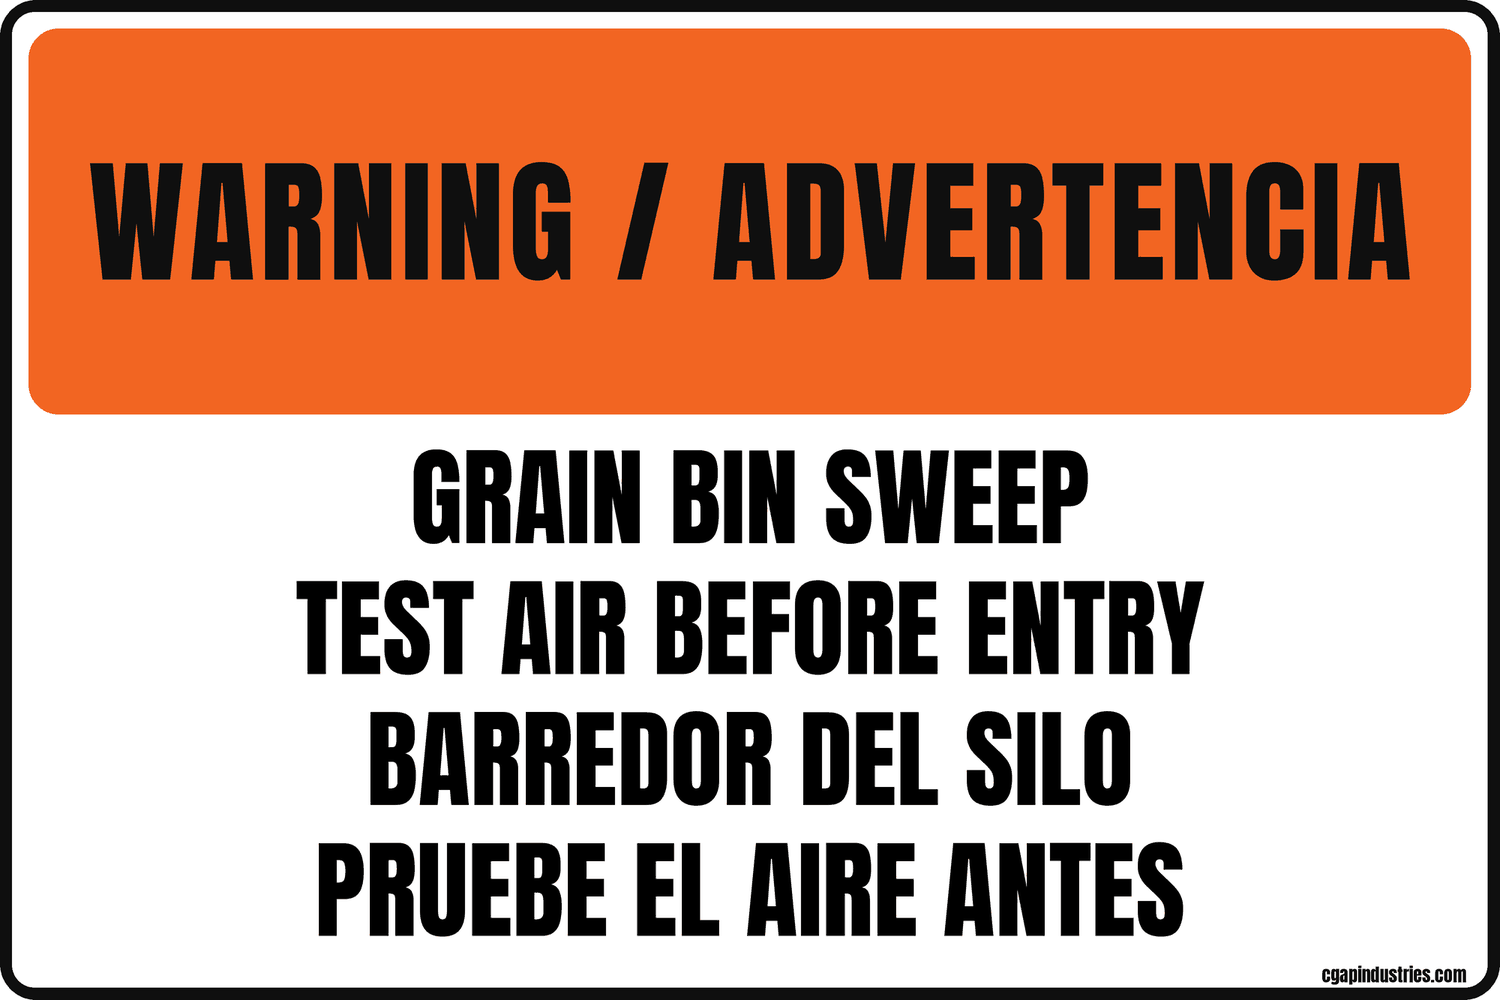 WARNING / ADVERTENCIA
GRAIN BIN SWEEP
TEST AIR BEFORE ENTRY
BARREDOR DEL SILO
PRUEBE EL AIRE ANTES
cgapindustries.com